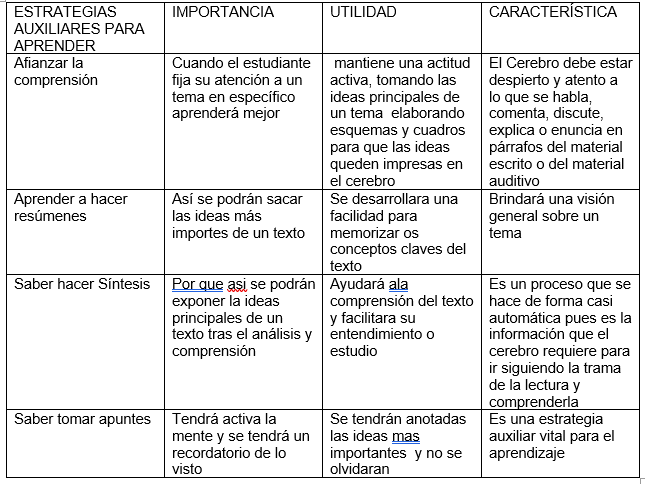 ESTRATEGIAS
AUXILIARES PARA
APRENDER
IMPORTANCIA
UTILIDAD
CARACTERÍSTICA
Afianzar la
comprensión
Cuando el estudiante
fija su atención a un
tema en específico
aprenderá mejor
mantiene una actitud
activa, tomando las
ideas principales de
un tema  elaborando
esquemas y cuadros
para que las ideas
queden impresas en
el cerebro
El Cerebro debe estar
despierto y atento a
lo que se habla,
comenta, discute,
explica o enuncia en
párrafos del material
escrito o del material
auditivo
Aprender a hacer
resúmenes
Así se podrán sacar
las ideas más
importes de un texto
Se desarrollara una
facilidad para
memorizar os
conceptos claves del
texto
Brindará una visión
general sobre un
tema
Saber hacer Síntesis
Por que asi se podrán
exponer la ideas
principales de un
texto tras el análisis y
comprensión
Ayudará ala
comprensión del texto
y facilitara su
entendimiento o
estudio
Es un proceso que se
hace de forma casi
automática pues es la
información que el
cerebro requiere para
ir siguiendo la trama
de la lectura y
comprenderla
Saber tomar apuntes
Tendrá activa la
mente y se tendrá un
recordatorio de lo
visto
Se tendrán anotadas
las ideas mas
importantes  y no se
olvidaran
Es una estrategia
auxiliar vital para el
aprendizaje